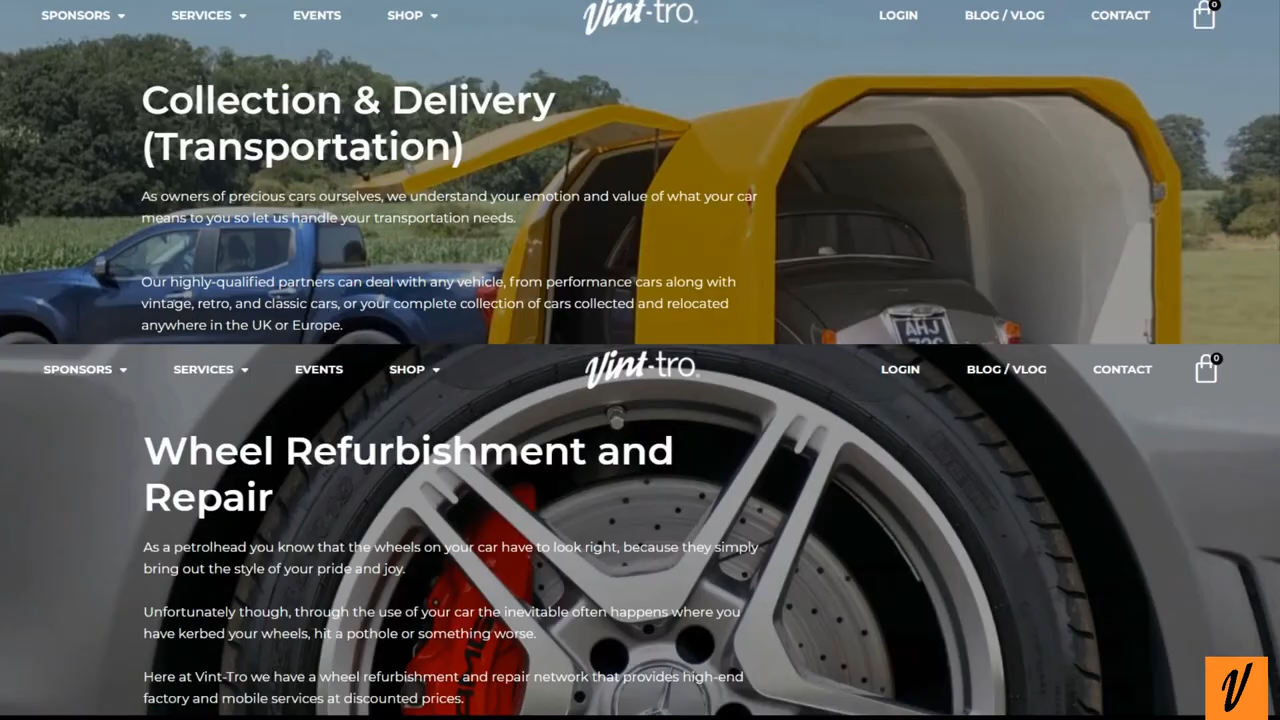 SPONSORS SERVICES EVENTS SHOP Vint-tro. LOGIN BLOG / VLOG CONTACT 0
Collection & Delivery
(Transportation)
As owners of precious cars ourselves, we understand your emotion and value of what your car
means to you so let us handle your transportation needs.
Our highly-qualified partners can deal with any vehicle, from performance cars along with
vintage, retro, and classic cars, or your complete collection of cars collected and relocated
anywhere in the UK or Europe.
AHJ
SPONSORS SERVICES EVENTS SHOP Vint-tro. LOGIN BLOG / VLOG CONTACT 0
Wheel Refurbishment and
Repair
As a petrolhead you know that the wheels on your car have to look right, because they simply
bring out the style of your pride and joy.
Unfortunately though, through the use of your car the inevitable often happens where you
have kerbed your wheels, hit a pothole or something worse.
Here at Vint-Tro we have a wheel refurbishment and repair network that provides high-end
factory and mobile services at discounted prices.
V